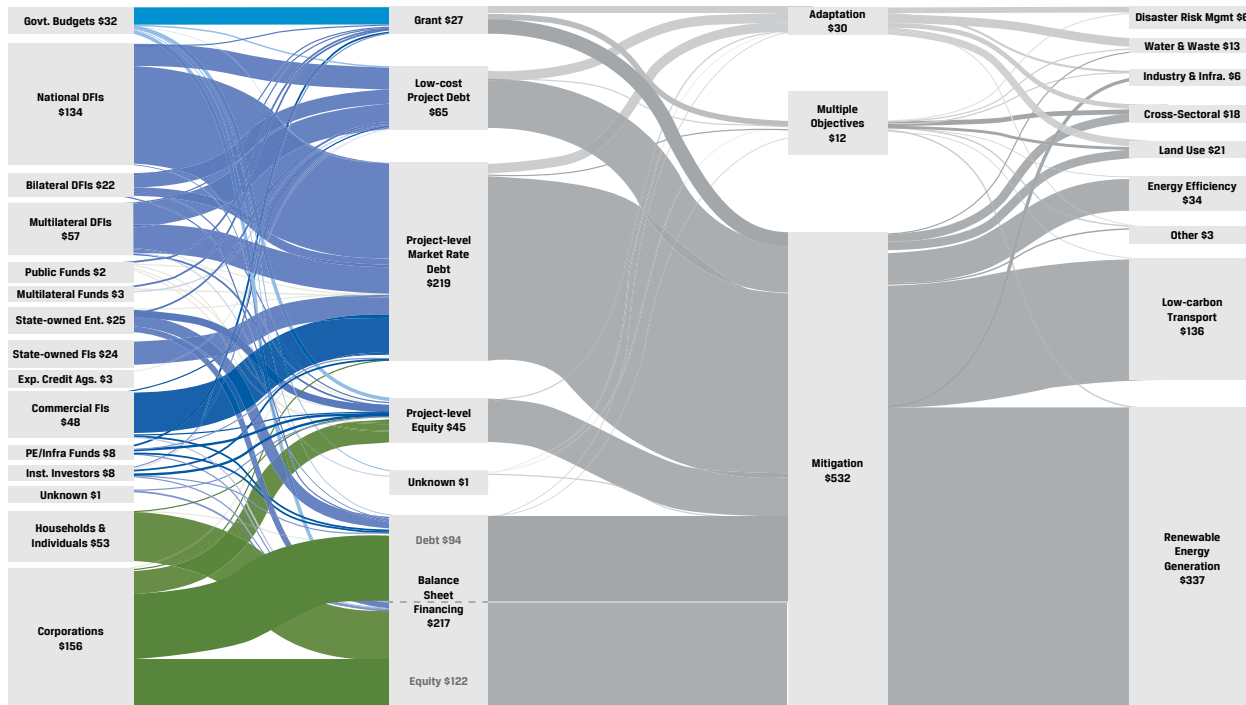 Govt. Budgets $32
National DFIs
$134
Bilateral DFIs $22
Multilateral DFIs
$57
Public Funds $2
Multilateral Funds $3
State-owned Ent. $25
State-owned FIs $24
Exp. Credit Ags. $3
Commercial FIs
$48
PE/Infra Funds $8
Inst. Investors $8
Unknown $1
Households &
Individuals $53
Corporations
$156
Grant $27
Low-cost
Project Debt
$65
Project-level
Market Rate
Debt
$219
Project-level
Equity $45
Unknown $1
Debt $94
Balance
Sheet
Financing
$217
Equity $122
Adaptation
$30
Multiple
Objectives
$12
Mitigation
$532
Disaster Risk Mgmt
Water & Waste $13
Industry & Infra. $6
Cross-Sectoral $18
Land Use $21
Energy Efficiency
$34
Other $3
Low-carbon
Transport
$136
Renewable
Energy
Generation
$337